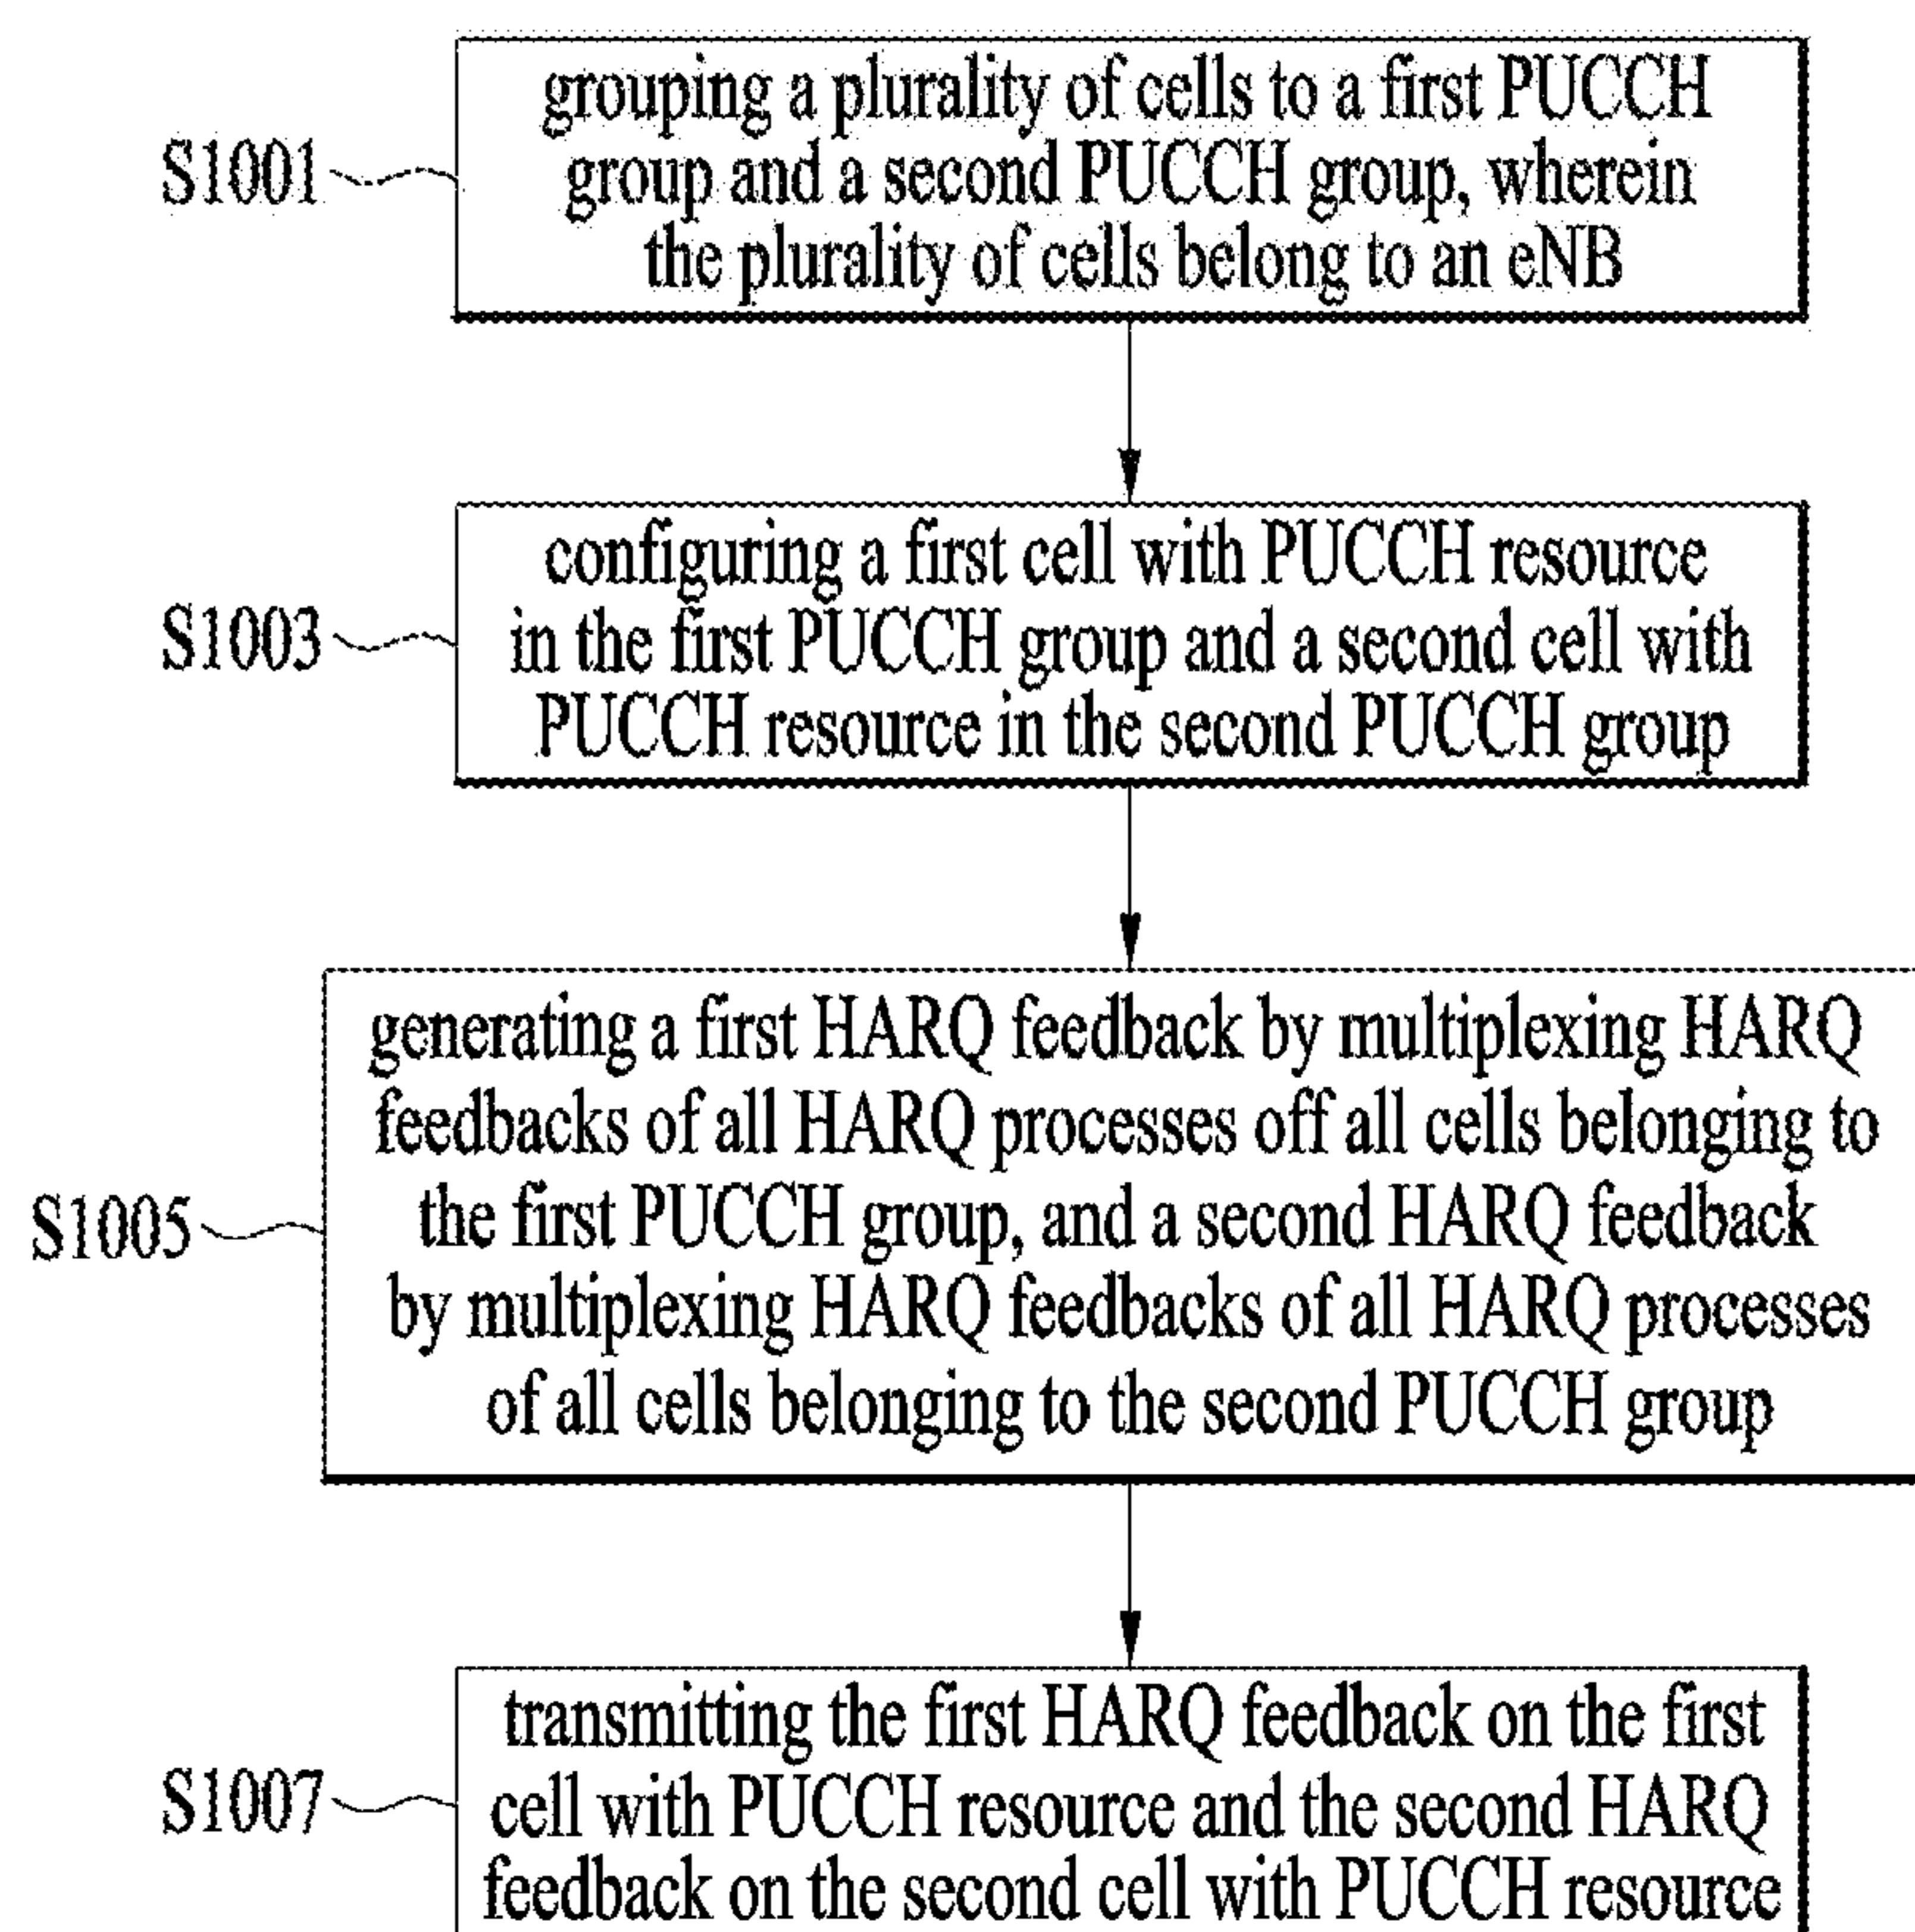 grouping a plurality of cells to a first PUCCH
S1001
group and a second PUCCH group, wherein
the plurality of cells belong to an eNB
configuring a first cell with PUCCH resource
S1003
in the first PUCCH group and a second cell with
PUCCH resource in the second PUCCH group
generating a first HARQ feedback by multiplexing HARQ
feedbacks of all HARQ processes off all cells belonging to
S1005
the first PUCCH group, and a second HARQ feedback
by multiplexing HARQ feedbacks of all HARQ processes
of all cells belonging to the second PUCCH group
transmitting the first HARQ feedback on the first
S1007
cell with PUCCH resource and the second HARQ
feedback on the second cell with PUCCH resource